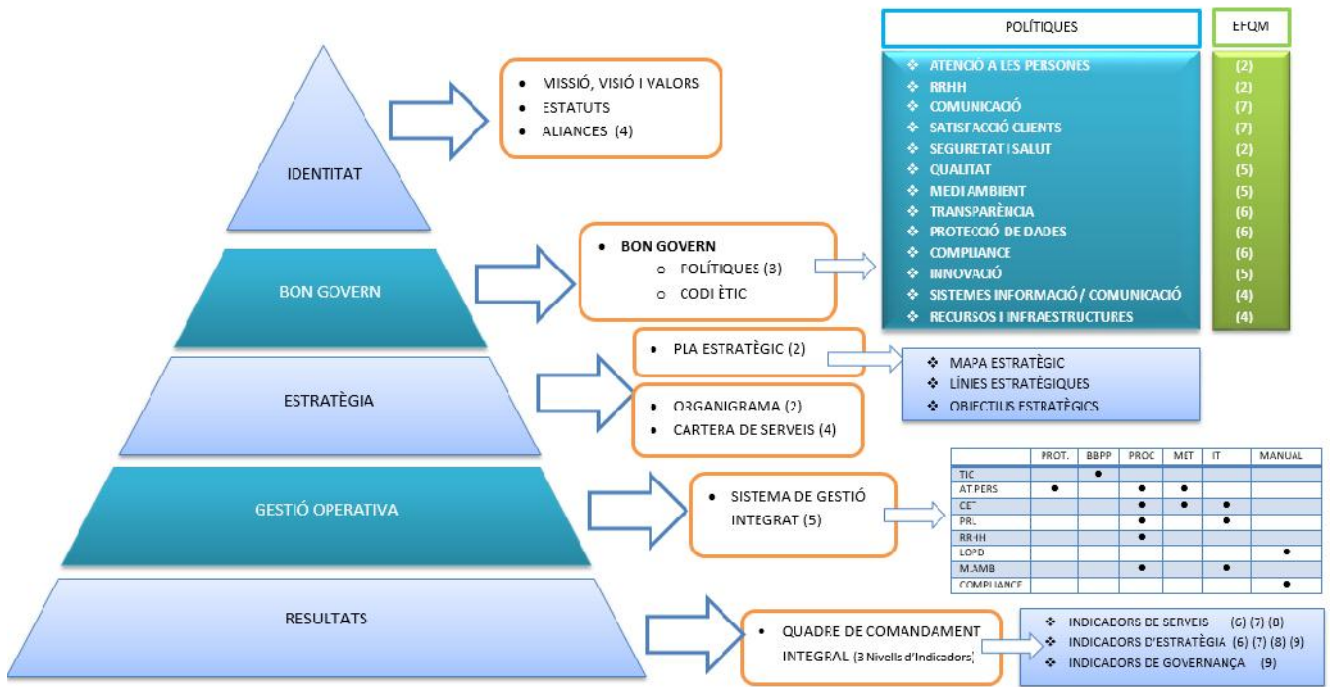 POLÍTIQUES
EFQM
❖ ATENCIÓ A LES PERSONES (2)
❖ RRHH (2)
❖ COMUNICACIÓ (7)
❖ SATISFACCIÓ CLIENTS (7)
❖ SEGURETAT I SALUT (2)
❖ QUALITAT (5)
❖ MEDI AMBIENT (5)
❖ TRANSPARÈNCIA (6)
❖ PROTECCIÓ DE DADES (6)
❖ COMPLIANCE (6)
❖ INNOVACIÓ (5)
❖ SISTEMES INFORMACIÓ / COMUNICACIÓ (4)
❖ RECURSOS I INFRAESTRUCTURES (4)
IDENTITAT
• MISSIÓ, VISIÓ I VALORS
• ESTATUTS
• ALIANCES (4)
BON GOVERN
• BON GOVERN
o POLÍTIQUES (3)
o CODI ÈTIC
ESTRATÈGIA
• PLA ESTRATÈGIC (2)
• ORGANIGRAMA (2)
• CARTERA DE SERVEIS (4)
❖ MAPA ESTRATÈGIC
❖ LÍNIES ESTRATÈGIQUES
❖ OBJECTIUS ESTRATÈGICS
GESTIÓ OPERATIVA
• SISTEMA DE GESTIÓ
INTEGRAT (5)
PROT. BBPP PROC MET IT MANUAL
TIC •
AT PERS • • •
CET • • •
PRL • •
RRHH •
LOPD •
M.AMB • •
COMPLIANCE •
RESULTATS
• QUADRE DE COMANDAMENT
INTEGRAL (3 Nivells d'Indicadors)
❖ INDICADORS DE SERVEIS (6) (7) (8)
❖ INDICADORS D'ESTRATÈGIA (6) (7) (8) (9)
❖ INDICADORS DE GOVERNANÇA (9)